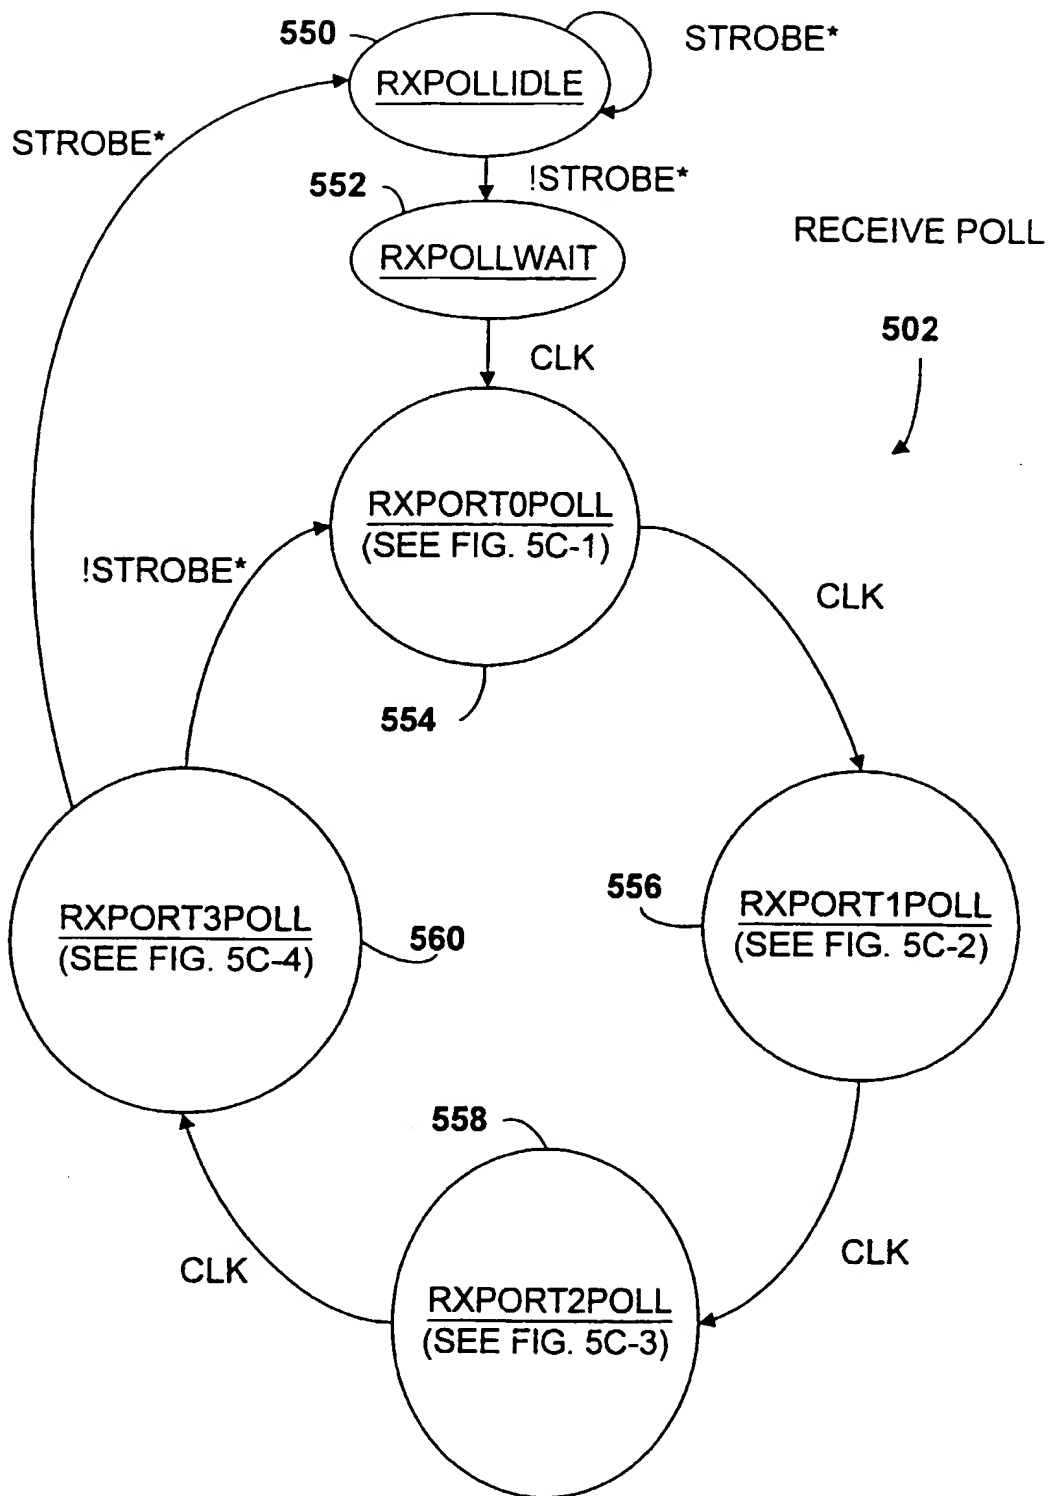 550
STROBE*
RXPOLLIDLE
STROBE*
!STROBE*
552
RXPOLLWAIT
RECEIVE POLL
502
CLK
RXPORT0POLL
(SEE FIG. 5C-1)
!STROBE*
CLK
554
556
RXPORT1POLL
(SEE FIG. 5C-2)
RXPORT3POLL
(SEE FIG. 5C-4)
560
558
CLK
CLK
RXPORT2POLL
(SEE FIG. 5C-3)